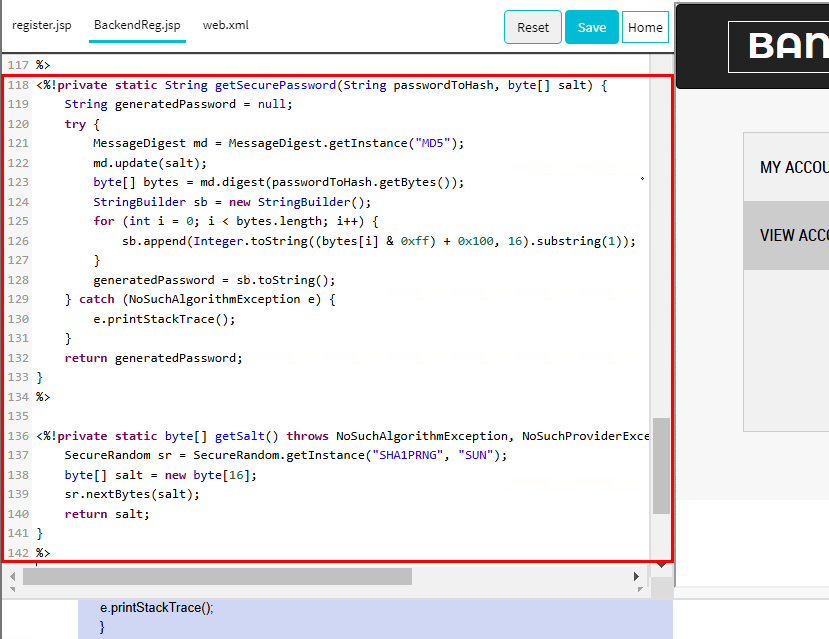 register.jsp BackendReg.jsp web.xml Reset Save Home
117 %>
118 <%!private static String getSecurePassword(String passwordToHash, byte[] salt) {
119     String generatedPassword = null;
120     try {
121         MessageDigest md = MessageDigest.getInstance("MD5");
122         md.update(salt);
123         byte[] bytes = md.digest(passwordToHash.getBytes());
124         StringBuilder sb = new StringBuilder();
125         for (int i = 0; i < bytes.length; i++) {
126             sb.append(Integer.toString((bytes[i] & 0xff) + 0x100, 16).substring(1));
127         }
128         generatedPassword = sb.toString();
129     } catch (NoSuchAlgorithmException e) {
130         e.printStackTrace();
131     }
132     return generatedPassword;
133 }
134 %>
135
136 <%!private static byte[] getSalt() throws NoSuchAlgorithmException, NoSuchProviderExce
137     SecureRandom sr = SecureRandom.getInstance("SHA1PRNG", "SUN");
138     byte[] salt = new byte[16];
139     sr.nextBytes(salt);
140     return salt;
141 }
142 %>
e.printStackTrace();
}
BAN
MY ACCOU
VIEW ACCO